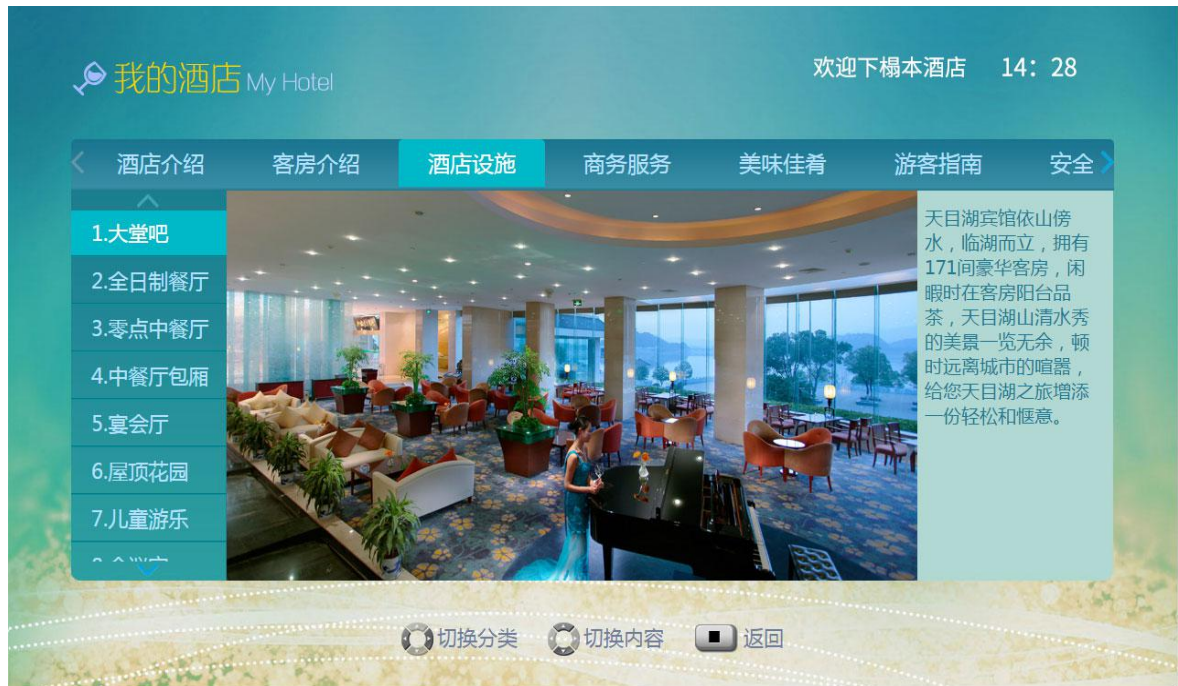 我的酒店 My Hotel
欢迎下榻本酒店 14：28
酒店介绍 客房介绍 酒店设施 商务服务 美味佳肴 游客指南 安全
1.大堂吧
2.全日制餐厅
3.零点中餐厅
4.中餐厅包厢
5.宴会厅
6.屋顶花园
7.儿童游乐
天目湖宾馆依山傍
水，临湖而立，拥有
171间豪华客房，闲
暇时在客房阳台品
茶，天目湖山清水秀
的美景一览无余，顿
时远离城市的喧嚣，
给您天目湖之旅增添
一份轻松和惬意。
切换分类 切换内容 返回